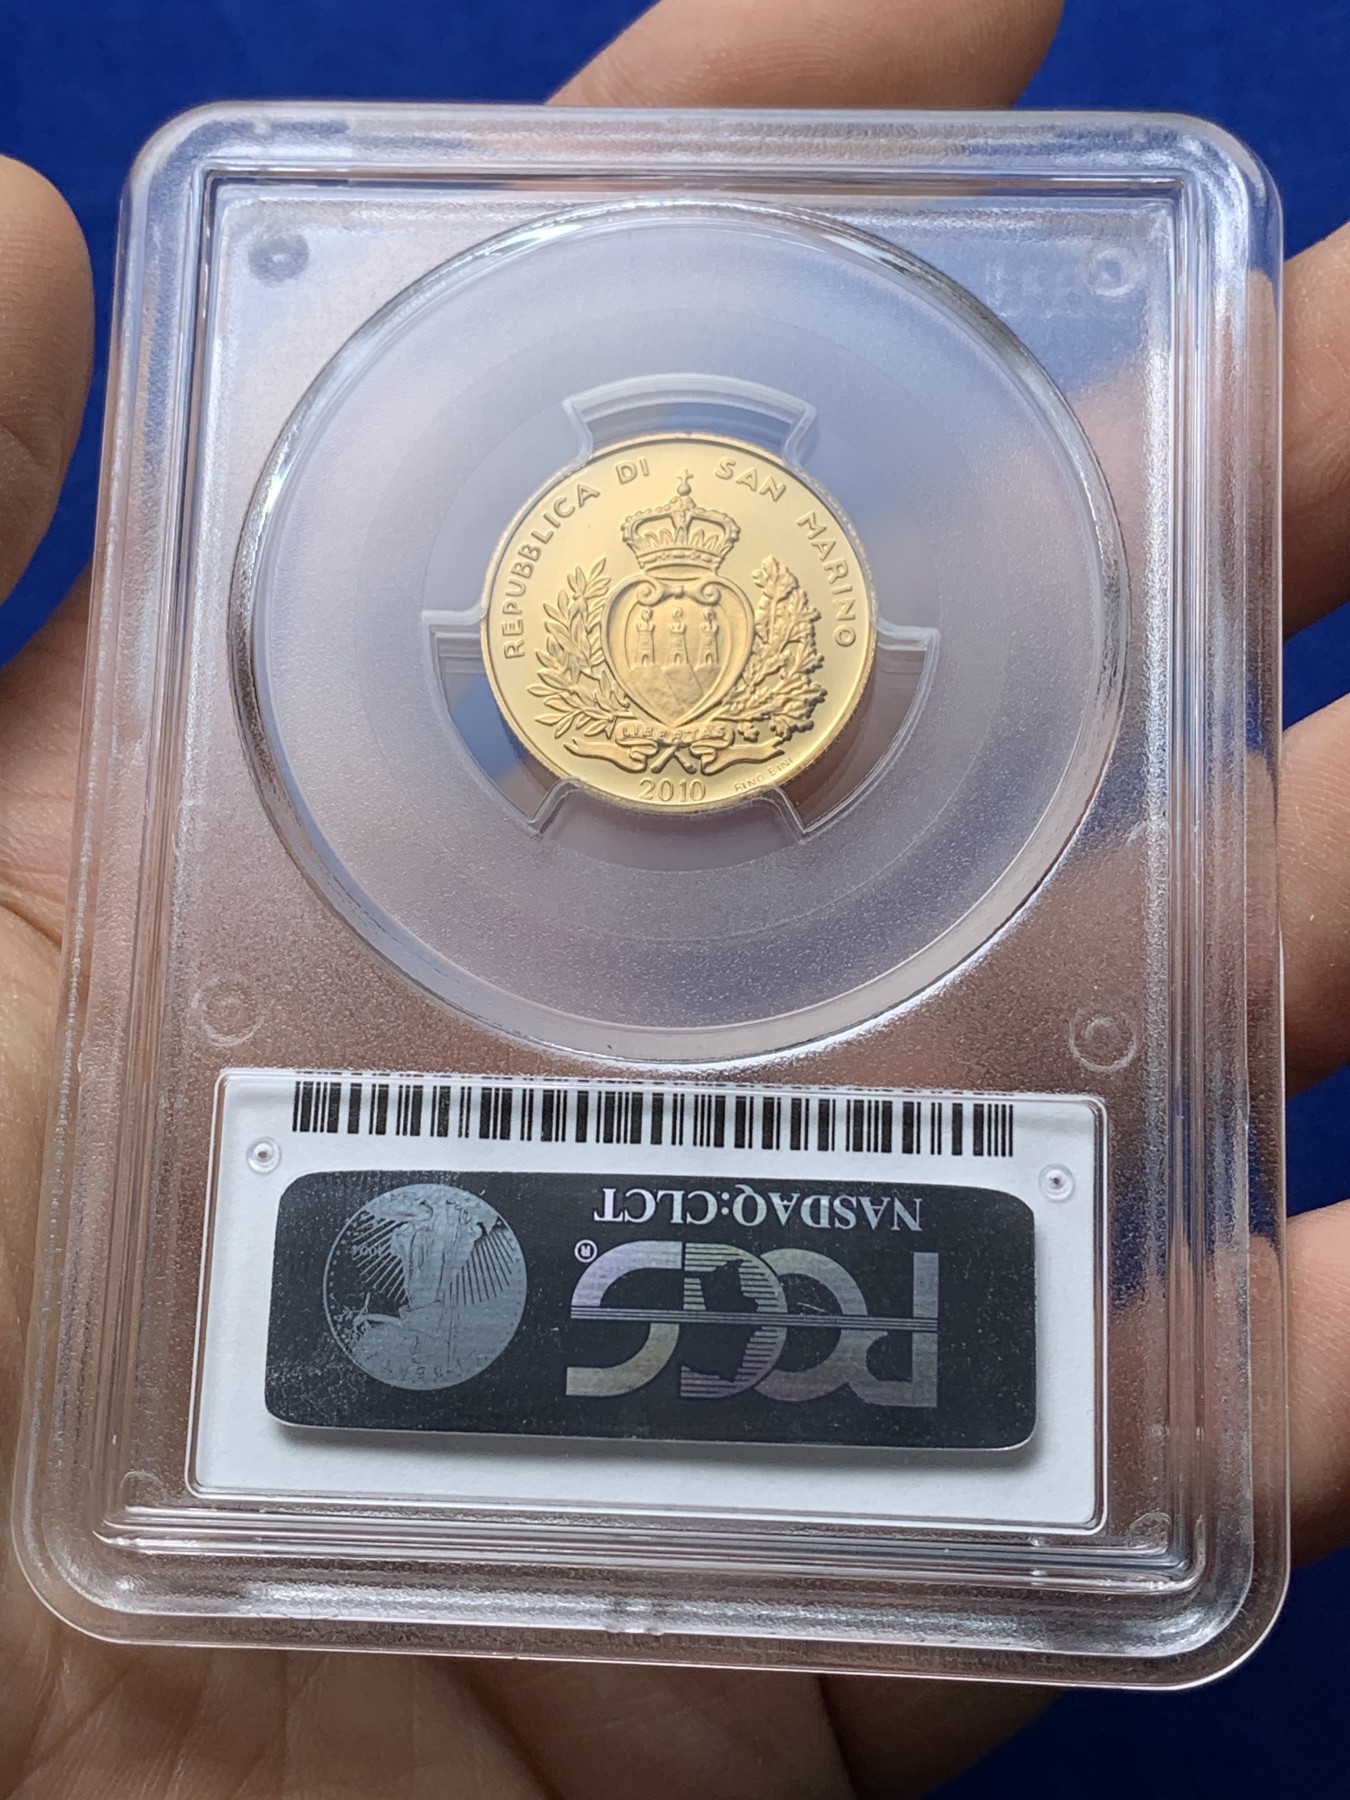 REPUBBLICA DI SAN MARINO
LIBERTAS
2010
NASDAQ:CLCT
PCGS®